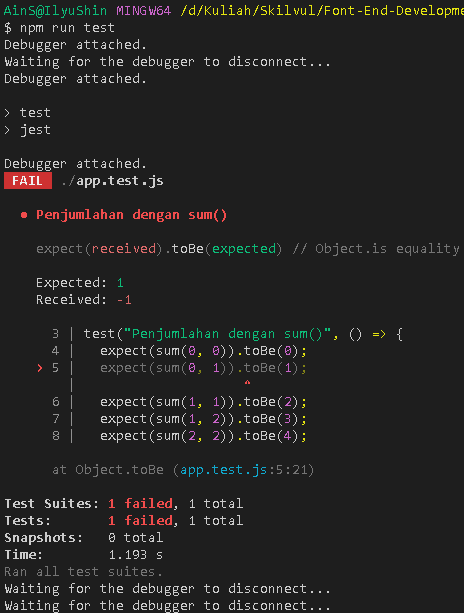 AinS@IlyuShin MINGW64 /d/Kuliah/Skilvul/Font-End-Developme
$ npm run test
Debugger attached.
Waiting for the debugger to disconnect...
Debugger attached.
> test
> jest
Debugger attached.
FAIL ./app.test.js
● Penjumlahan dengan sum()
expect(received).toBe(expected) // Object.is equality
Expected: 1
Received: -1
3 | test("Penjumlahan dengan sum()", () => {
4 | expect(sum(0, 0)).toBe(0);
> 5 | expect(sum(0, 1)).toBe(1);
| ^
6 | expect(sum(1, 1)).toBe(2);
7 | expect(sum(1, 2)).toBe(3);
8 | expect(sum(2, 2)).toBe(4);
at Object.toBe (app.test.js:5:21)
Test Suites: 1 failed, 1 total
Tests: 1 failed, 1 total
Snapshots: 0 total
Time: 1.193 s
Ran all test suites.
Waiting for the debugger to disconnect...
Waiting for the debugger to disconnect...